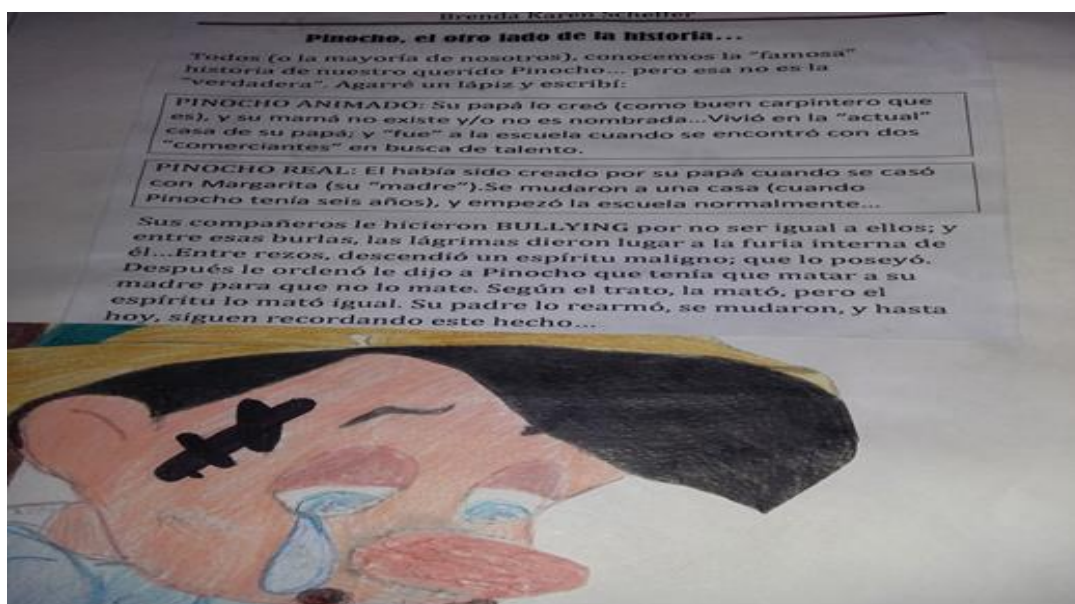 Brenda Karen Scheffer
Pinocho, el otro lado de la historia...
Todos (o la mayoría de nosotros), conocemos la "famosa"
historia de nuestro querido Pinocho... pero esa no es la
"verdadera". Agarré un lápiz y escribí:
PINOCHO ANIMADO: Su papá lo creó (como buen carpintero que
es), y su mamá no existe y/o no es nombrada...Vivió en la "actual"
casa de su papá; y "fue" a la escuela cuando se encontró con dos
"comerciantes" en busca de talento.
PINOCHO REAL: El había sido creado por su papá cuando se casó
con Margarita (su "madre").Se mudaron a una casa (cuando
Pinocho tenía seis años), y empezó la escuela normalmente...
Sus compañeros le hicieron BULLYING por no ser igual a ellos; y
entre esas burlas, las lágrimas dieron lugar a la furia interna de
él...Entre rezos, descendió un espíritu maligno; que lo poseyó.
Después le ordenó le dijo a Pinocho que tenía que matar a su
madre para que no lo mate. Según el trato, la mató, pero el
espíritu lo mató igual. Su padre lo rearmó, se mudaron, y hasta
hoy, siguen recordando este hecho...